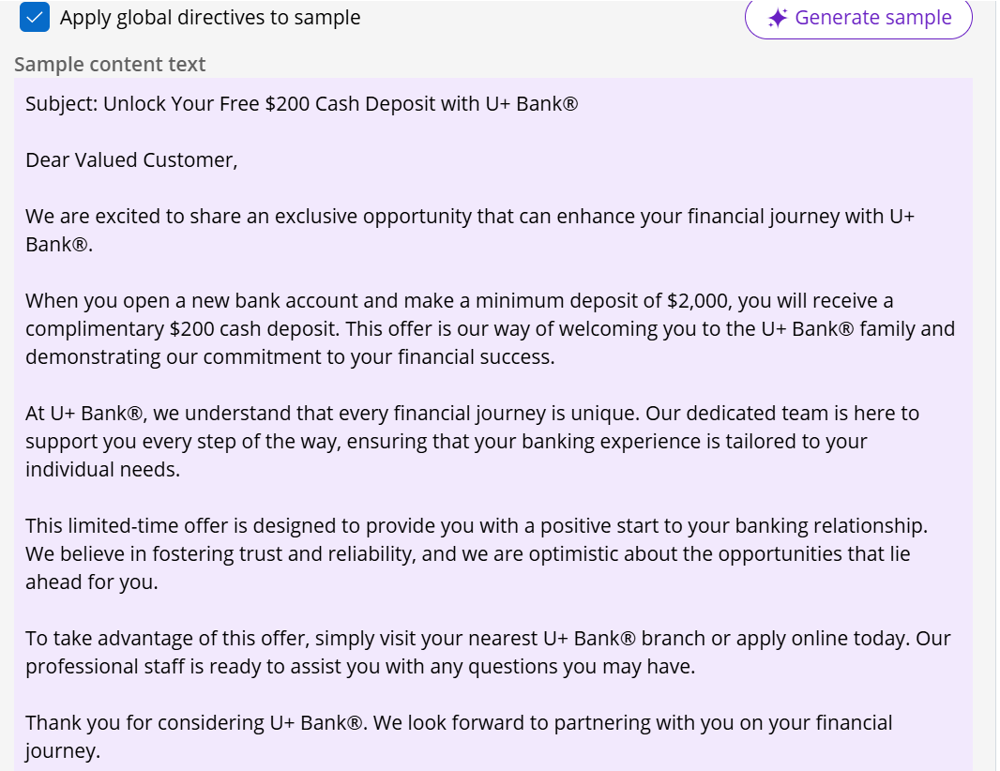 Apply global directives to sample
Generate sample
Sample content text
Subject: Unlock Your Free $200 Cash Deposit with U+ Bank®
Dear Valued Customer,
We are excited to share an exclusive opportunity that can enhance your financial journey with U+
Bank®.
When you open a new bank account and make a minimum deposit of $2,000, you will receive a
complimentary $200 cash deposit. This offer is our way of welcoming you to the U+ Bank® family and
demonstrating our commitment to your financial success.
At U+ Bank®, we understand that every financial journey is unique. Our dedicated team is here to
support you every step of the way, ensuring that your banking experience is tailored to your
individual needs.
This limited-time offer is designed to provide you with a positive start to your banking relationship.
We believe in fostering trust and reliability, and we are optimistic about the opportunities that lie
ahead for you.
To take advantage of this offer, simply visit your nearest U+ Bank® branch or apply online today. Our
professional staff is ready to assist you with any questions you may have.
Thank you for considering U+ Bank®. We look forward to partnering with you on your financial
journey.